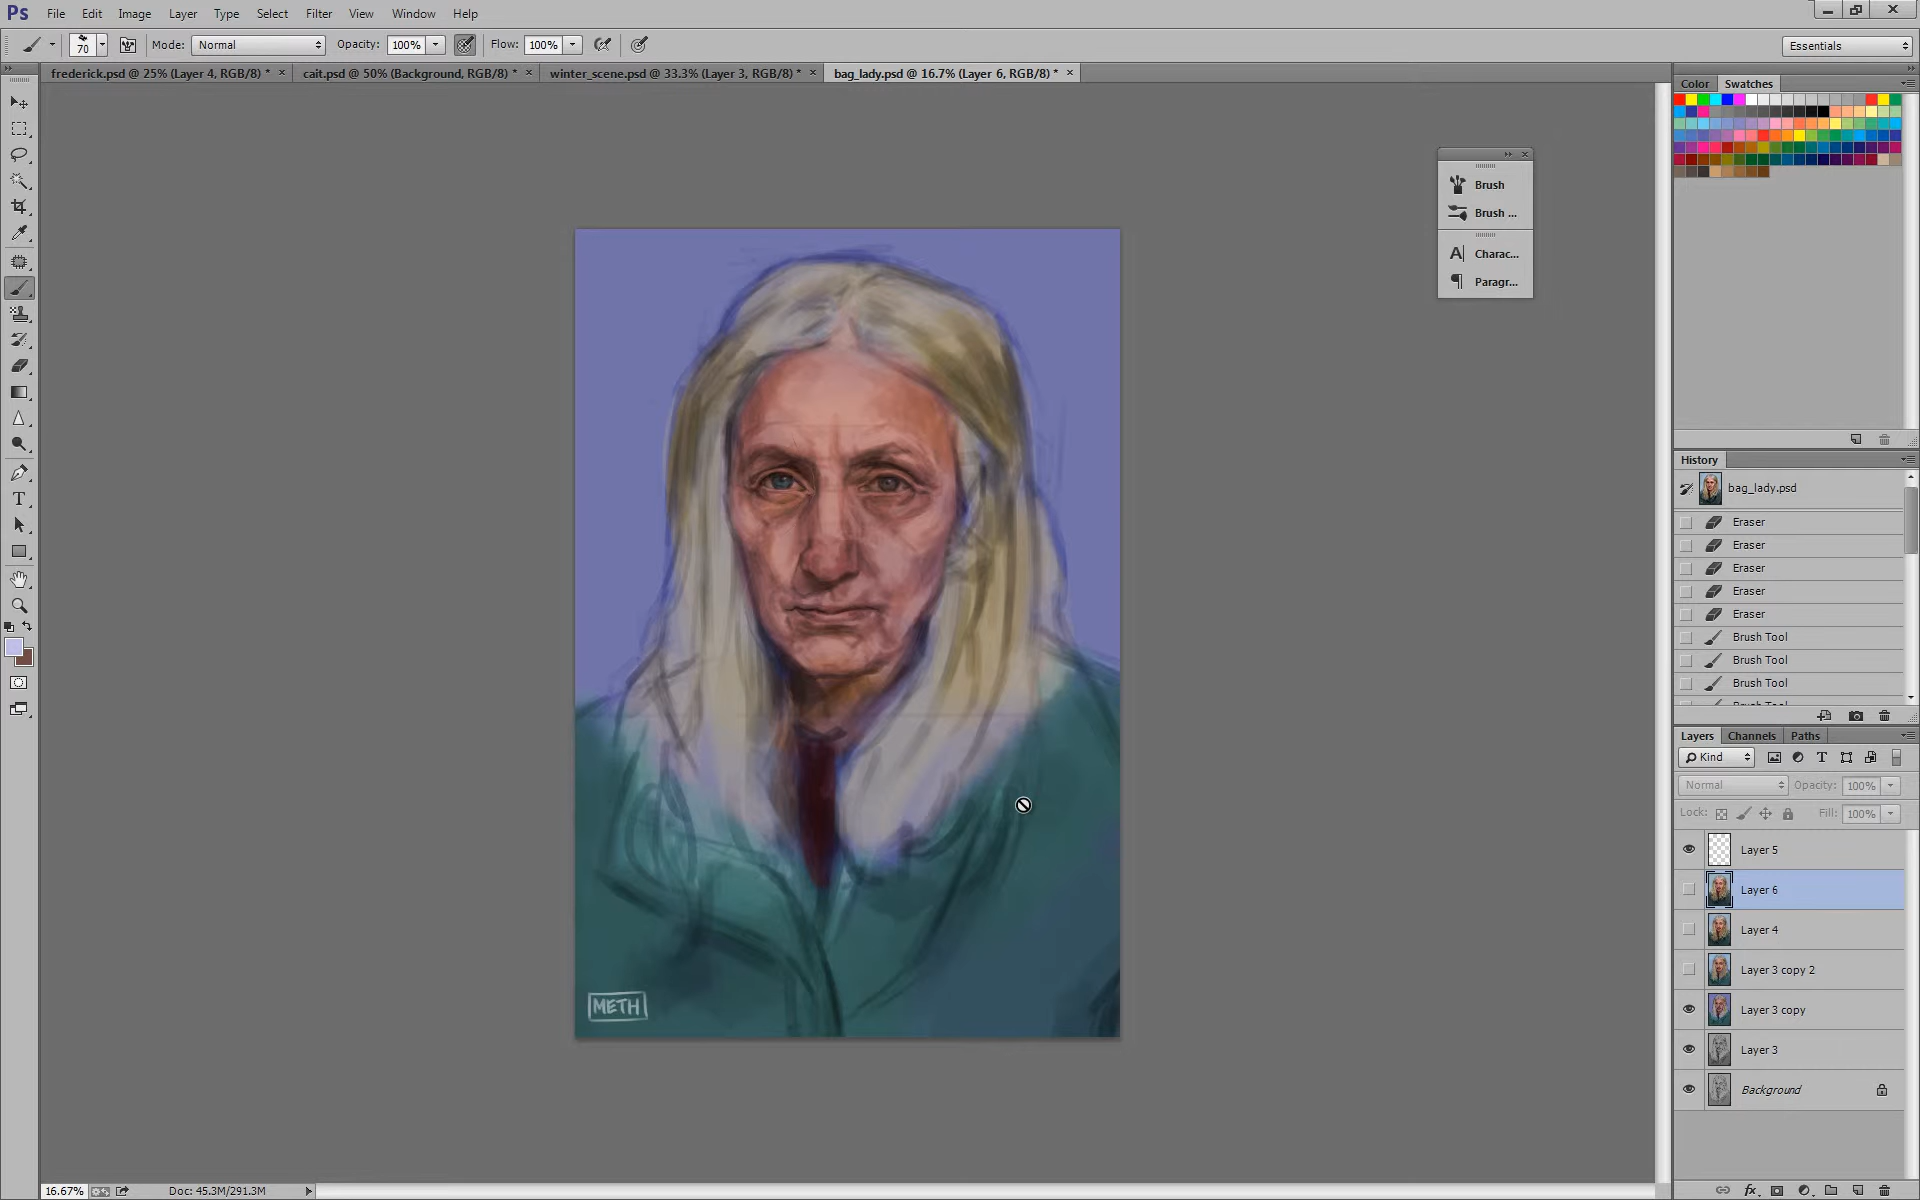 Ps File Edit Image Layer Type Select Filter View Window Help
70 Mode: Normal Opacity: 100% Flow: 100% Essentials
frederick.psd @ 25% (Layer 4, RGB/8) * × cait.psd @ 50% (Background, RGB/8) * × winter_scene.psd @ 33.3% (Layer 3, RGB/8) * × bag_lady.psd @ 16.7% (Layer 6, RGB/8) * ×
Color Swatches
Brush
Brush ...
Charac...
Paragr...
History
bag_lady.psd
Eraser
Eraser
Eraser
Eraser
Eraser
Brush Tool
Brush Tool
Brush Tool
Layers Channels Paths
Kind
Normal Opacity: 100%
Lock: Fill: 100%
Layer 5
Layer 6
Layer 4
Layer 3 copy 2
Layer 3 copy
Layer 3
Background
METH
16.67% Doc: 45.3M/291.3M